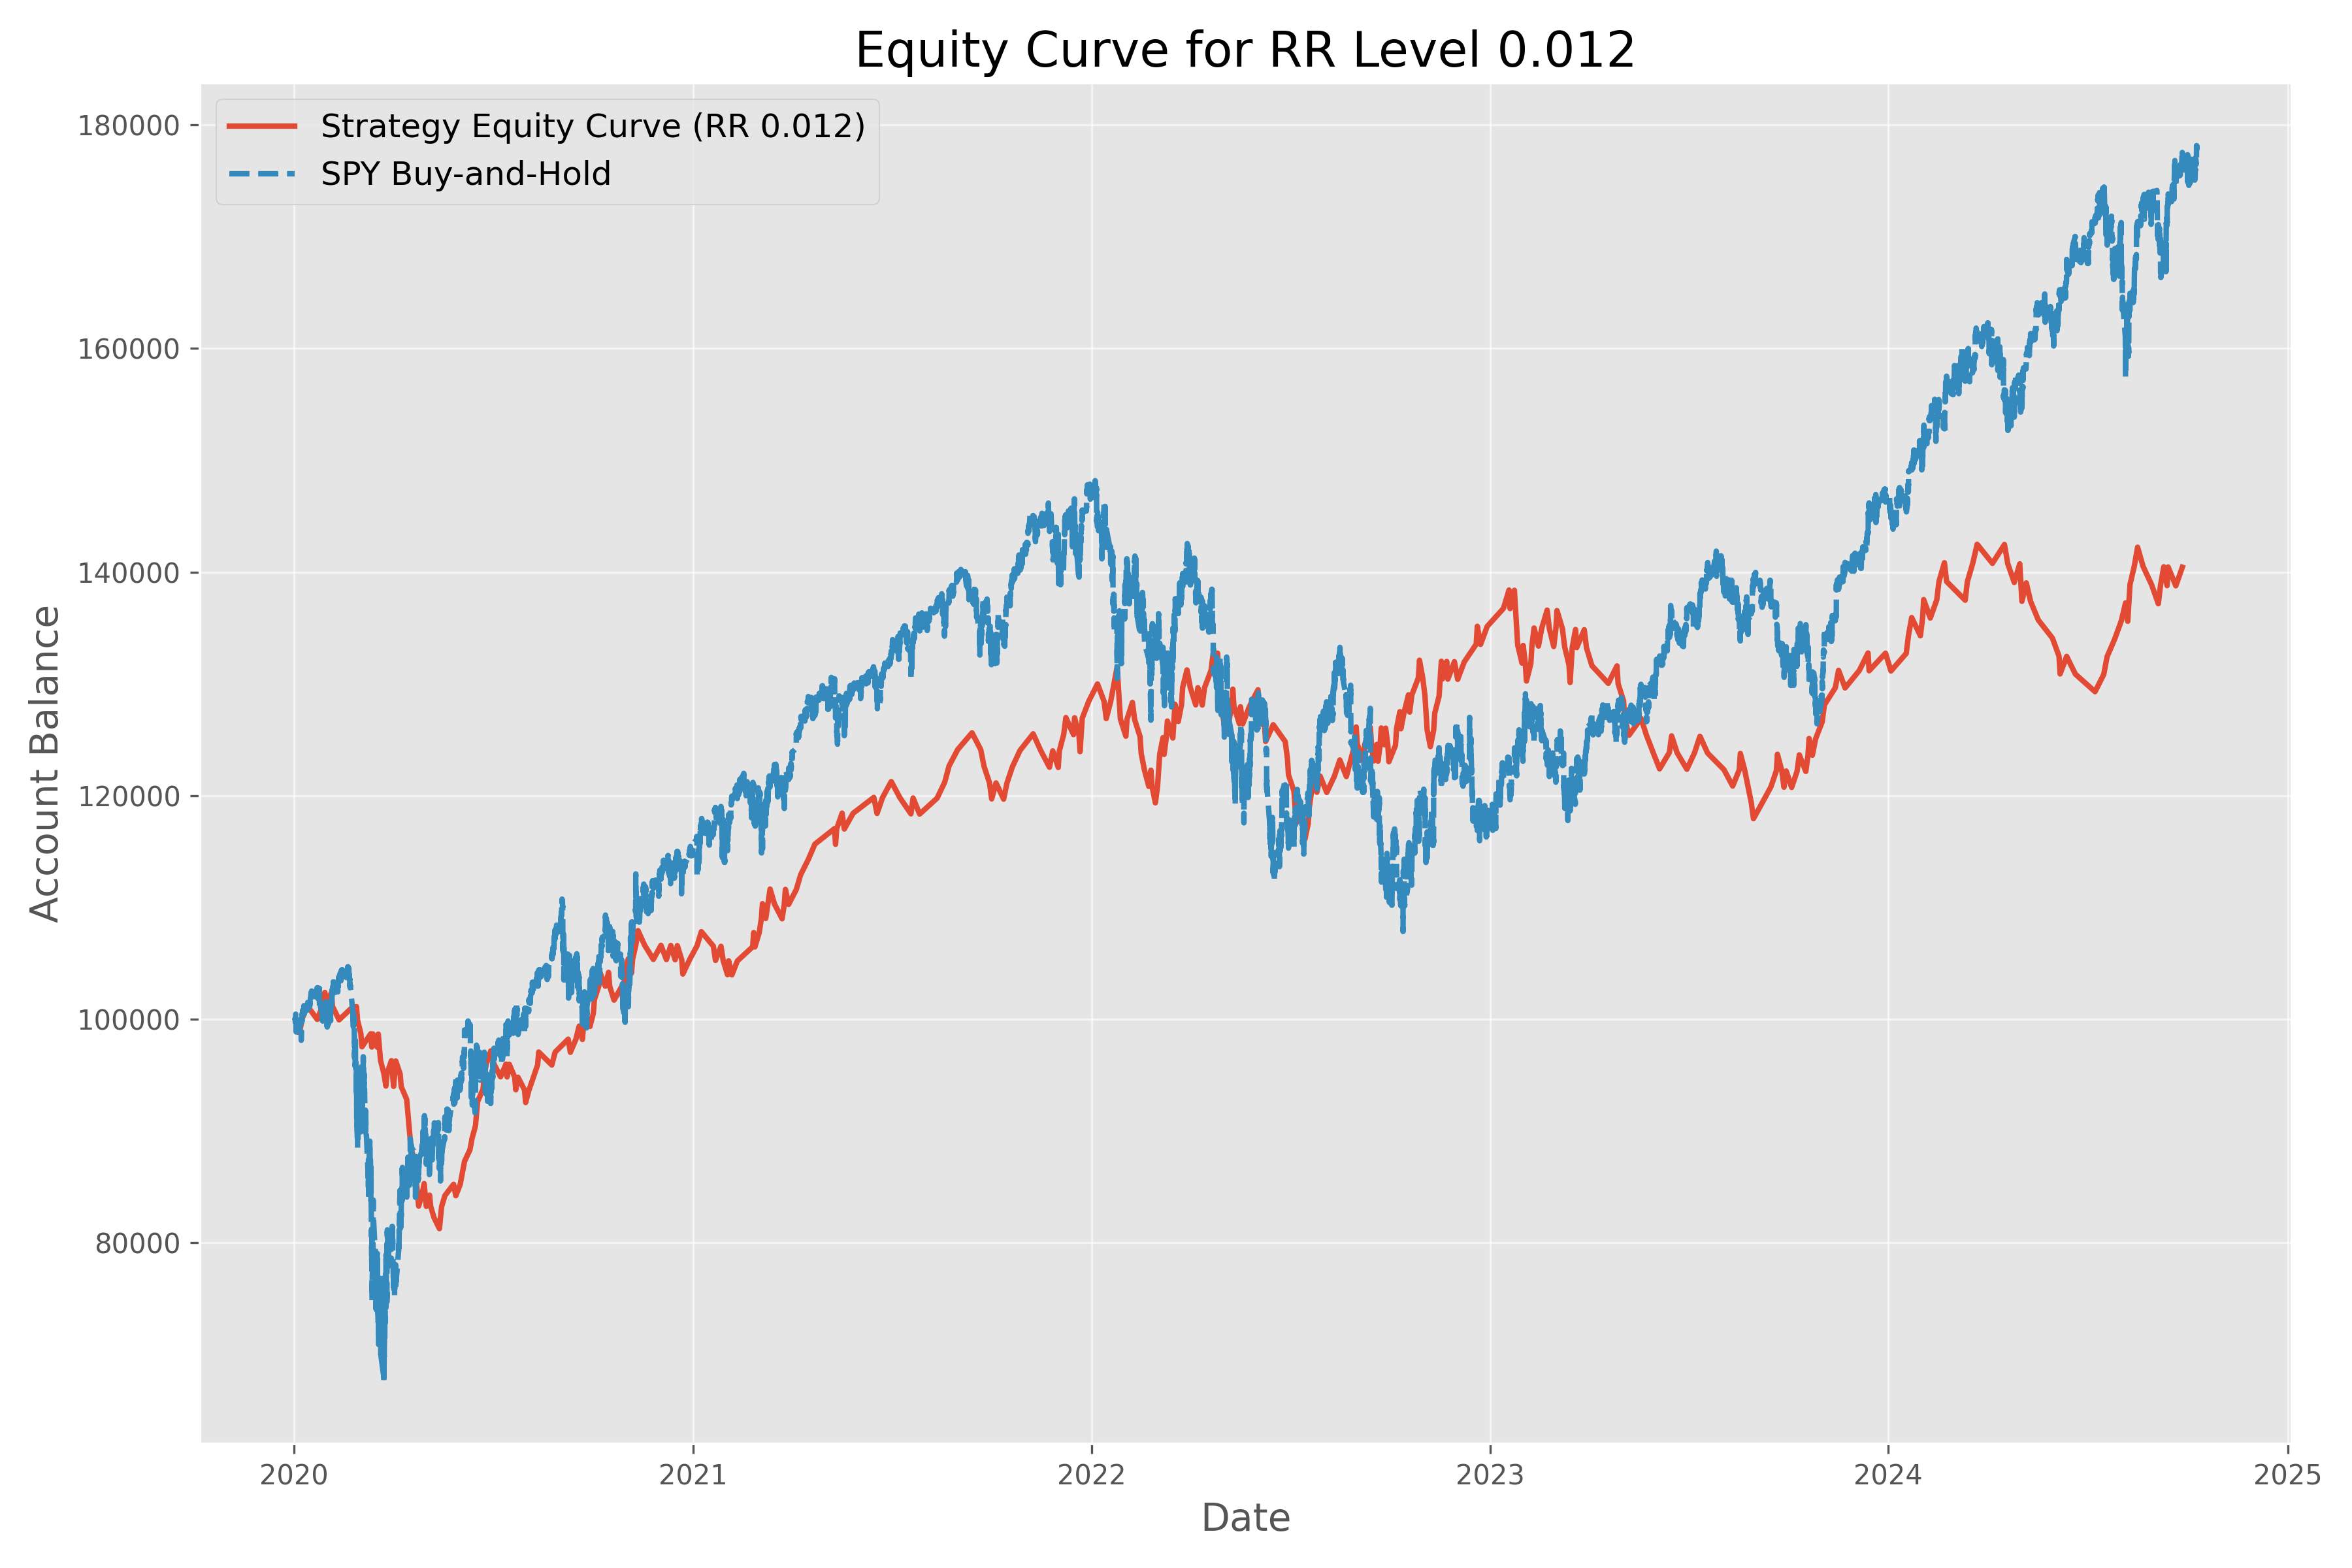 Equity Curve for RR Level 0.012
Strategy Equity Curve (RR 0.012)
SPY Buy-and-Hold
180000
160000
140000
120000
100000
80000
Account Balance
2020
2021
2022
2023
2024
2025
Date